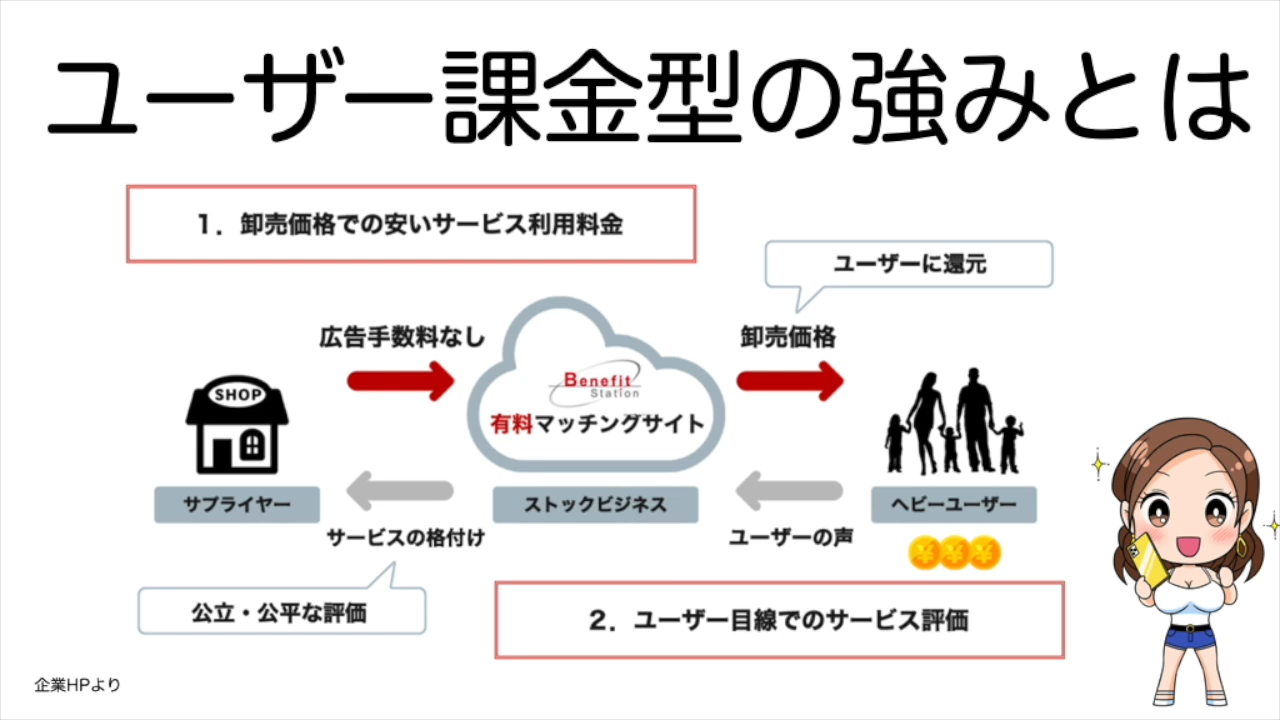 ユーザー課金型の強みとは
1．卸売価格での安いサービス利用料金
ユーザーに還元
広告手数料なし
卸売価格
SHOP
Benefit
Station
有料マッチングサイト
サプライヤー
ストックビジネス
ヘビーユーザー
サービスの格付け
ユーザーの声
公立・公平な評価
2．ユーザー目線でのサービス評価
企業HPより